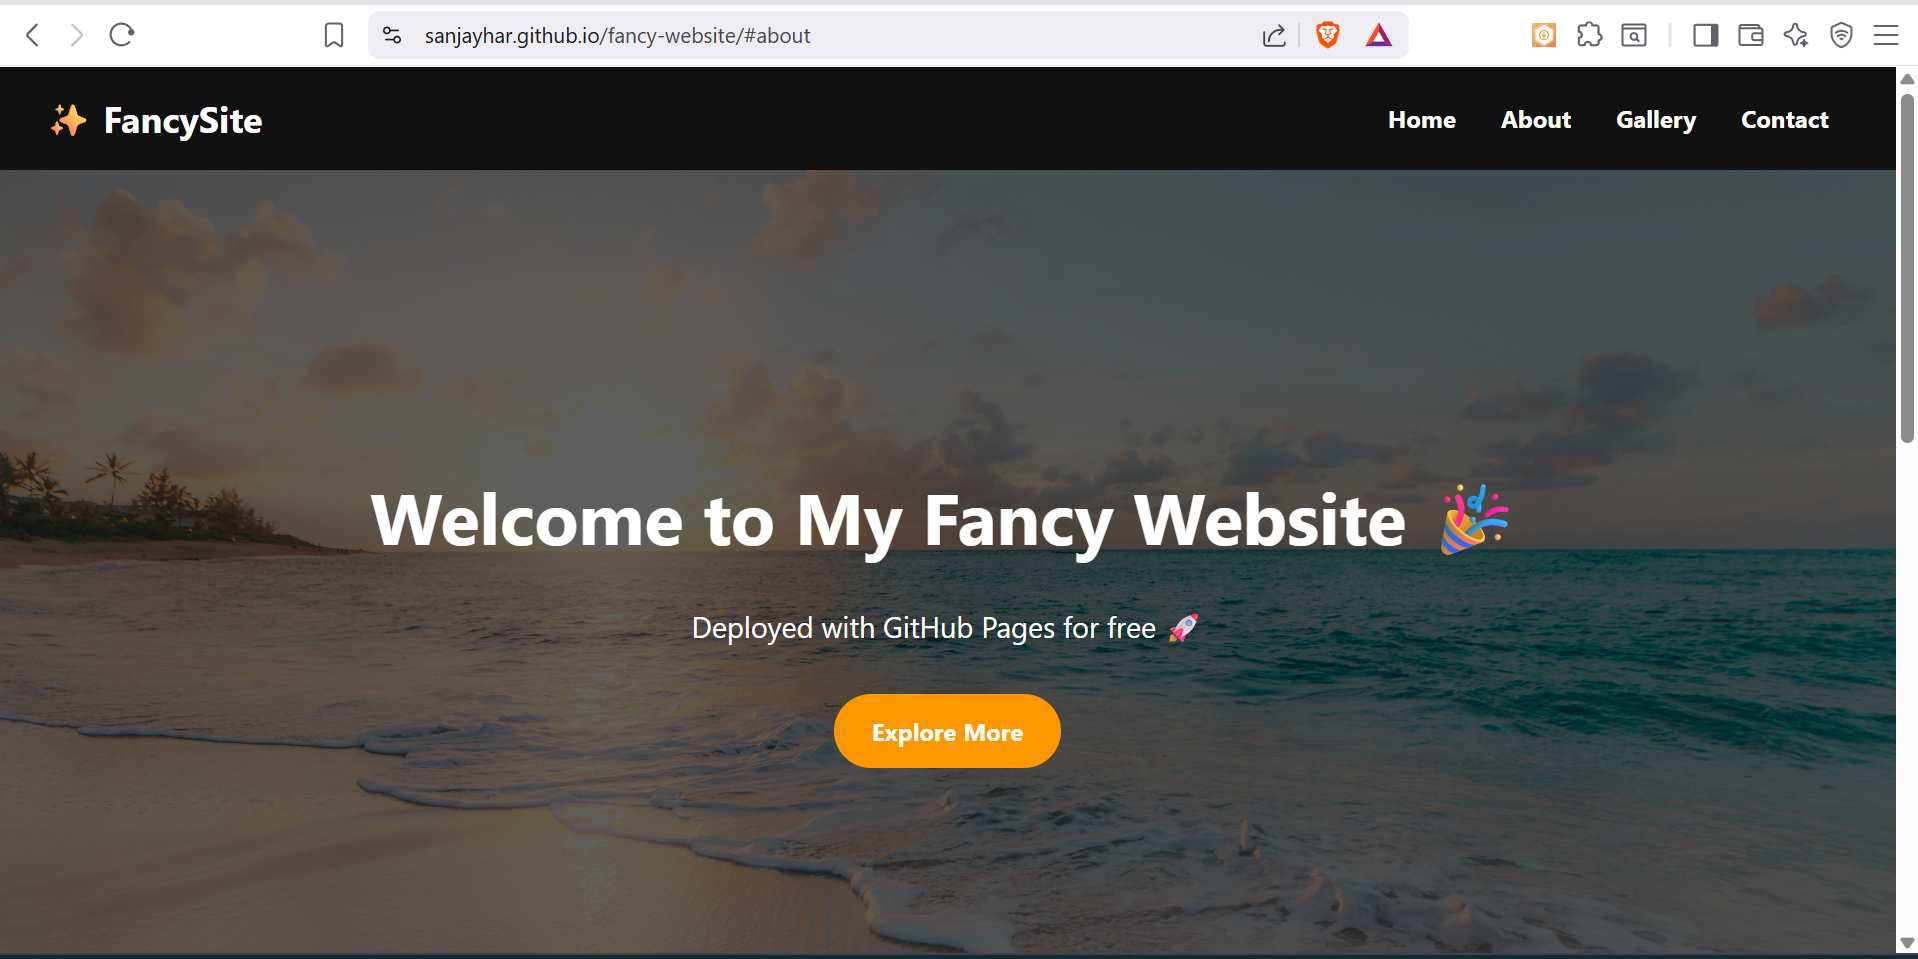 sanjayhar.github.io/fancy-website/#about
✨ FancySite
Home About Gallery Contact
Welcome to My Fancy Website 🎉
Deployed with GitHub Pages for free 🚀
Explore More